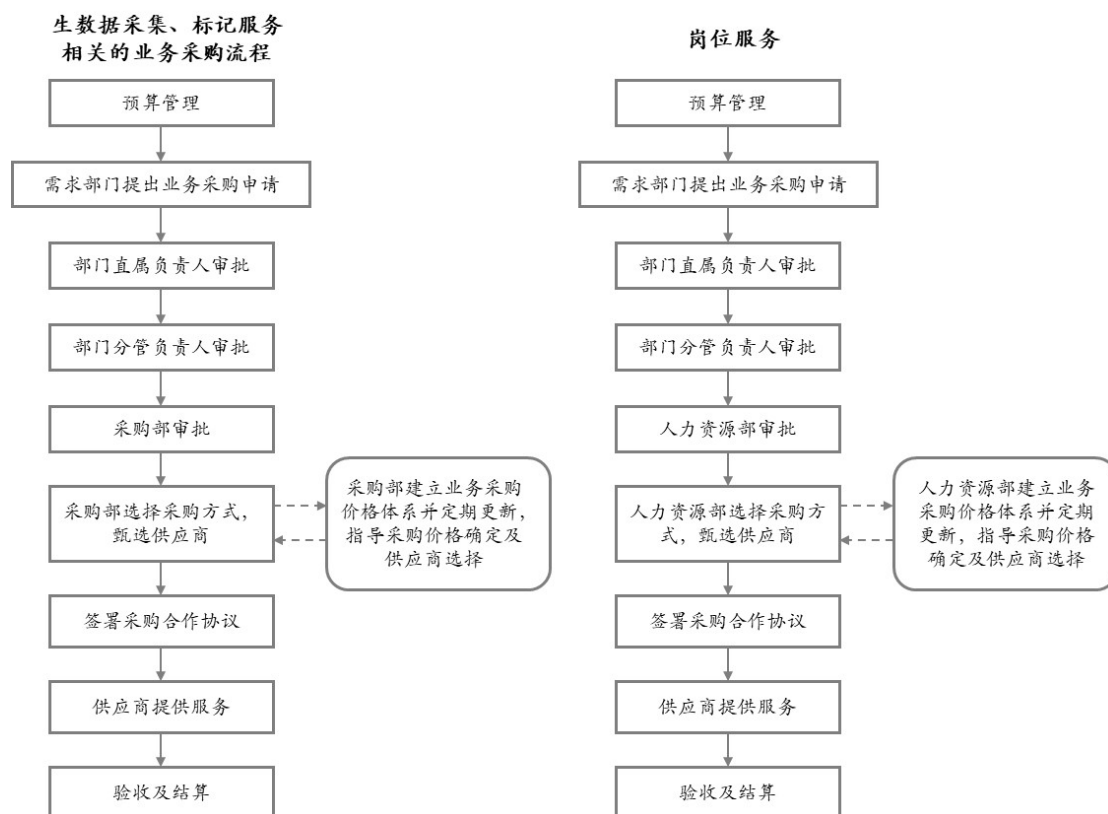 生数据采集、标记服务
相关的业务采购流程
预算管理
需求部门提出业务采购申请
部门直属负责人审批
部门分管负责人审批
采购部审批
采购部选择采购方式，
甄选供应商
采购部建立业务采购
价格体系并定期更新，
指导采购价格确定及
供应商选择
签署采购合作协议
供应商提供服务
验收及结算
岗位服务
预算管理
需求部门提出业务采购申请
部门直属负责人审批
部门分管负责人审批
人力资源部审批
人力资源部选择采购方
式，甄选供应商
人力资源部建立业务
采购价格体系并定期
更新，指导采购价格
确定及供应商选择
签署采购合作协议
供应商提供服务
验收及结算